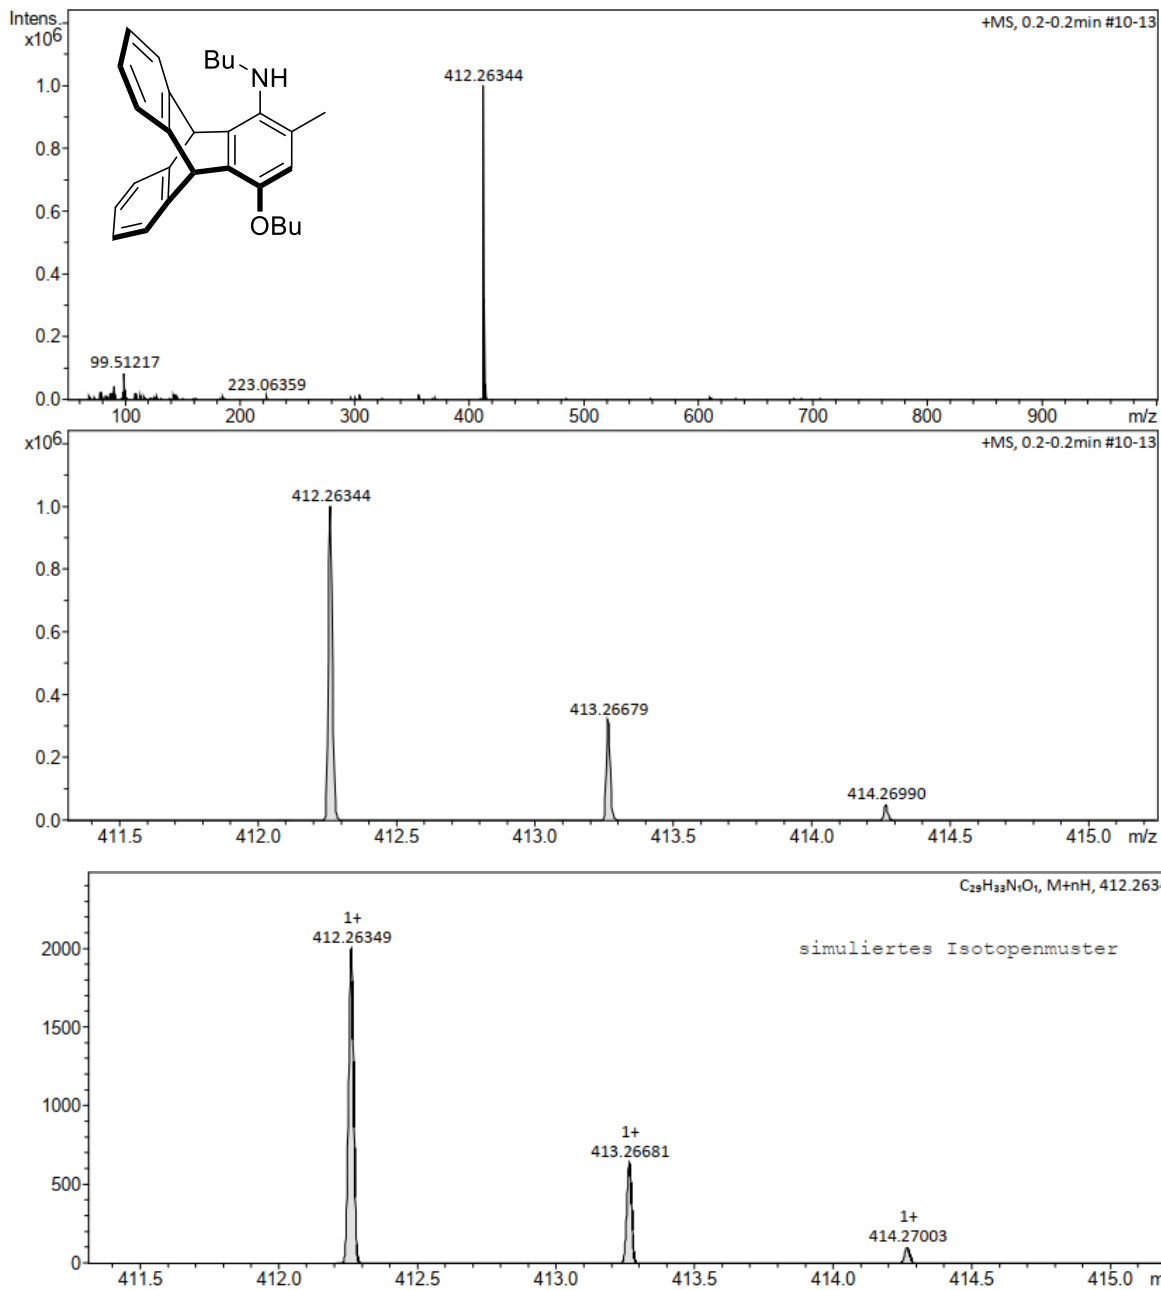 Intens.
x10⁶
+MS, 0.2-0.2min #10-13
Bu
NH
OBu
412.26344
1.0
0.8
0.6
0.4
0.2
0.0
99.51217
223.06359
100 200 300 400 500 600 700 800 900 m/z
x10⁶
+MS, 0.2-0.2min #10-13
412.26344
1.0
0.8
0.6
0.4
0.2
0.0
413.26679
414.26990
411.5 412.0 412.5 413.0 413.5 414.0 414.5 415.0 m/z
C₂₉H₃₃N₁O₁, M+nH, 412.263
1+
412.26349
simuliertes Isotopenmuster
2000
1500
1000
500
0
1+
413.26681
1+
414.27003
411.5 412.0 412.5 413.0 413.5 414.0 414.5 415.0 m